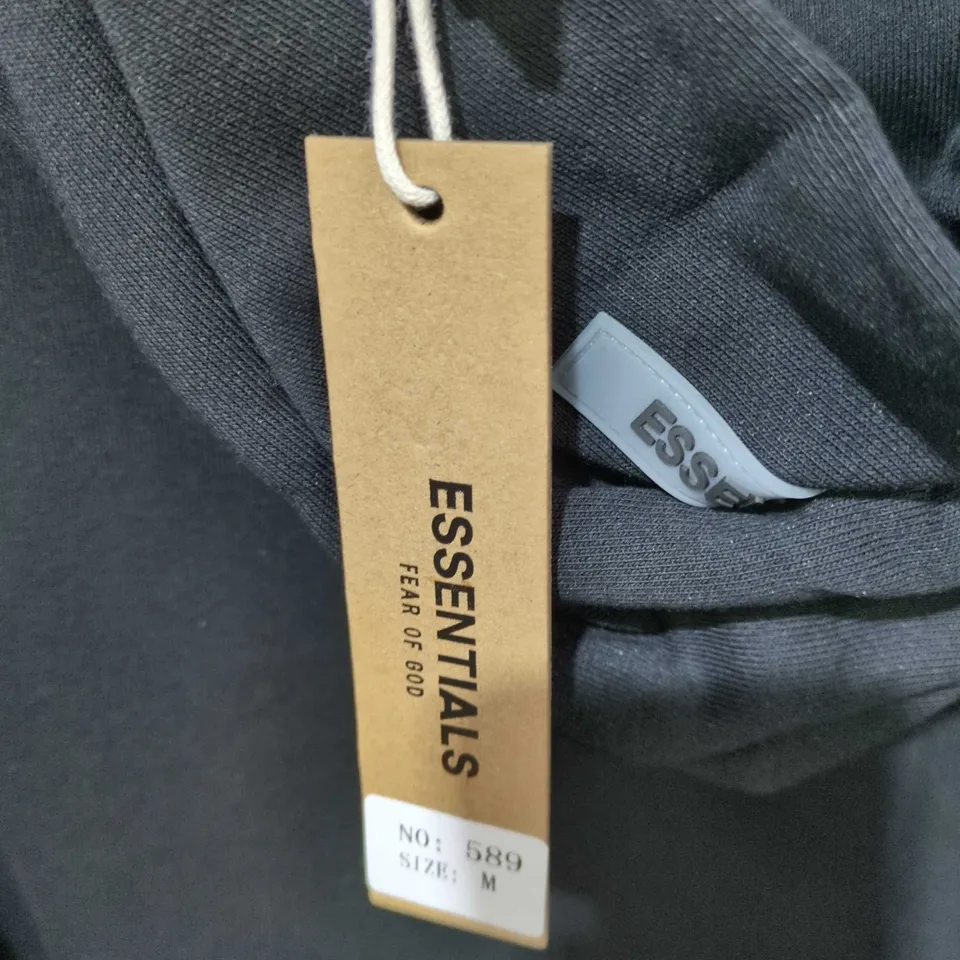 ESSENTIALS
FEAR OF GOD
NO: 589
SIZE: M
ESSE